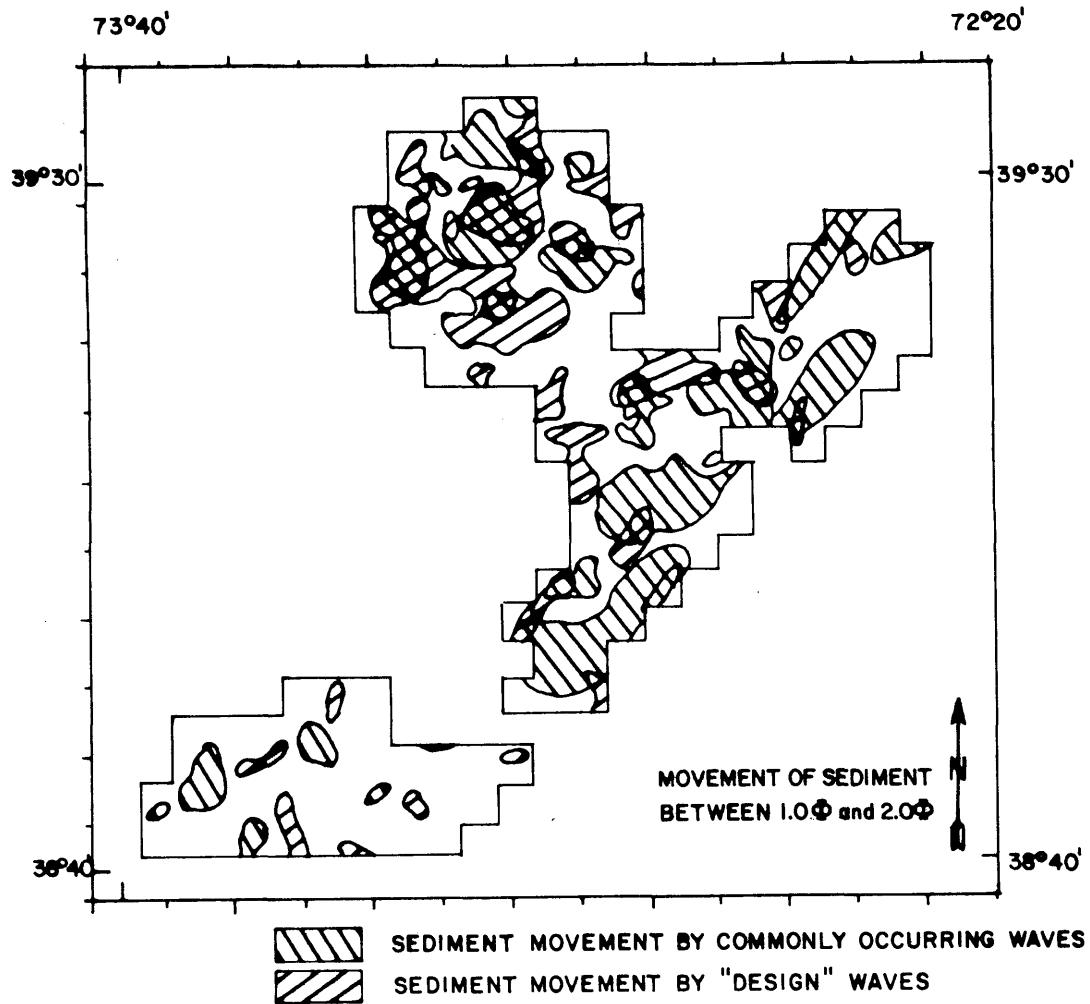 73°40' 72°20'
39°30' 39°30'
N
MOVEMENT OF SEDIMENT
BETWEEN 1.0Φ and 2.0Φ
38°40' 38°40'
SEDIMENT MOVEMENT BY COMMONLY OCCURRING WAVES
SEDIMENT MOVEMENT BY "DESIGN" WAVES